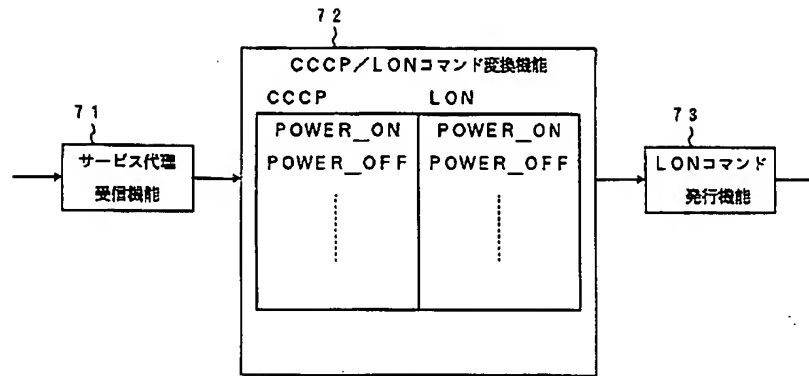 72
CCCP/LONコマンド変換機能
CCCP LON
71
POWER_ON POWER_ON
73
サービス代理
受信機能
POWER_OFF POWER_OFF
LONコマンド
発行機能